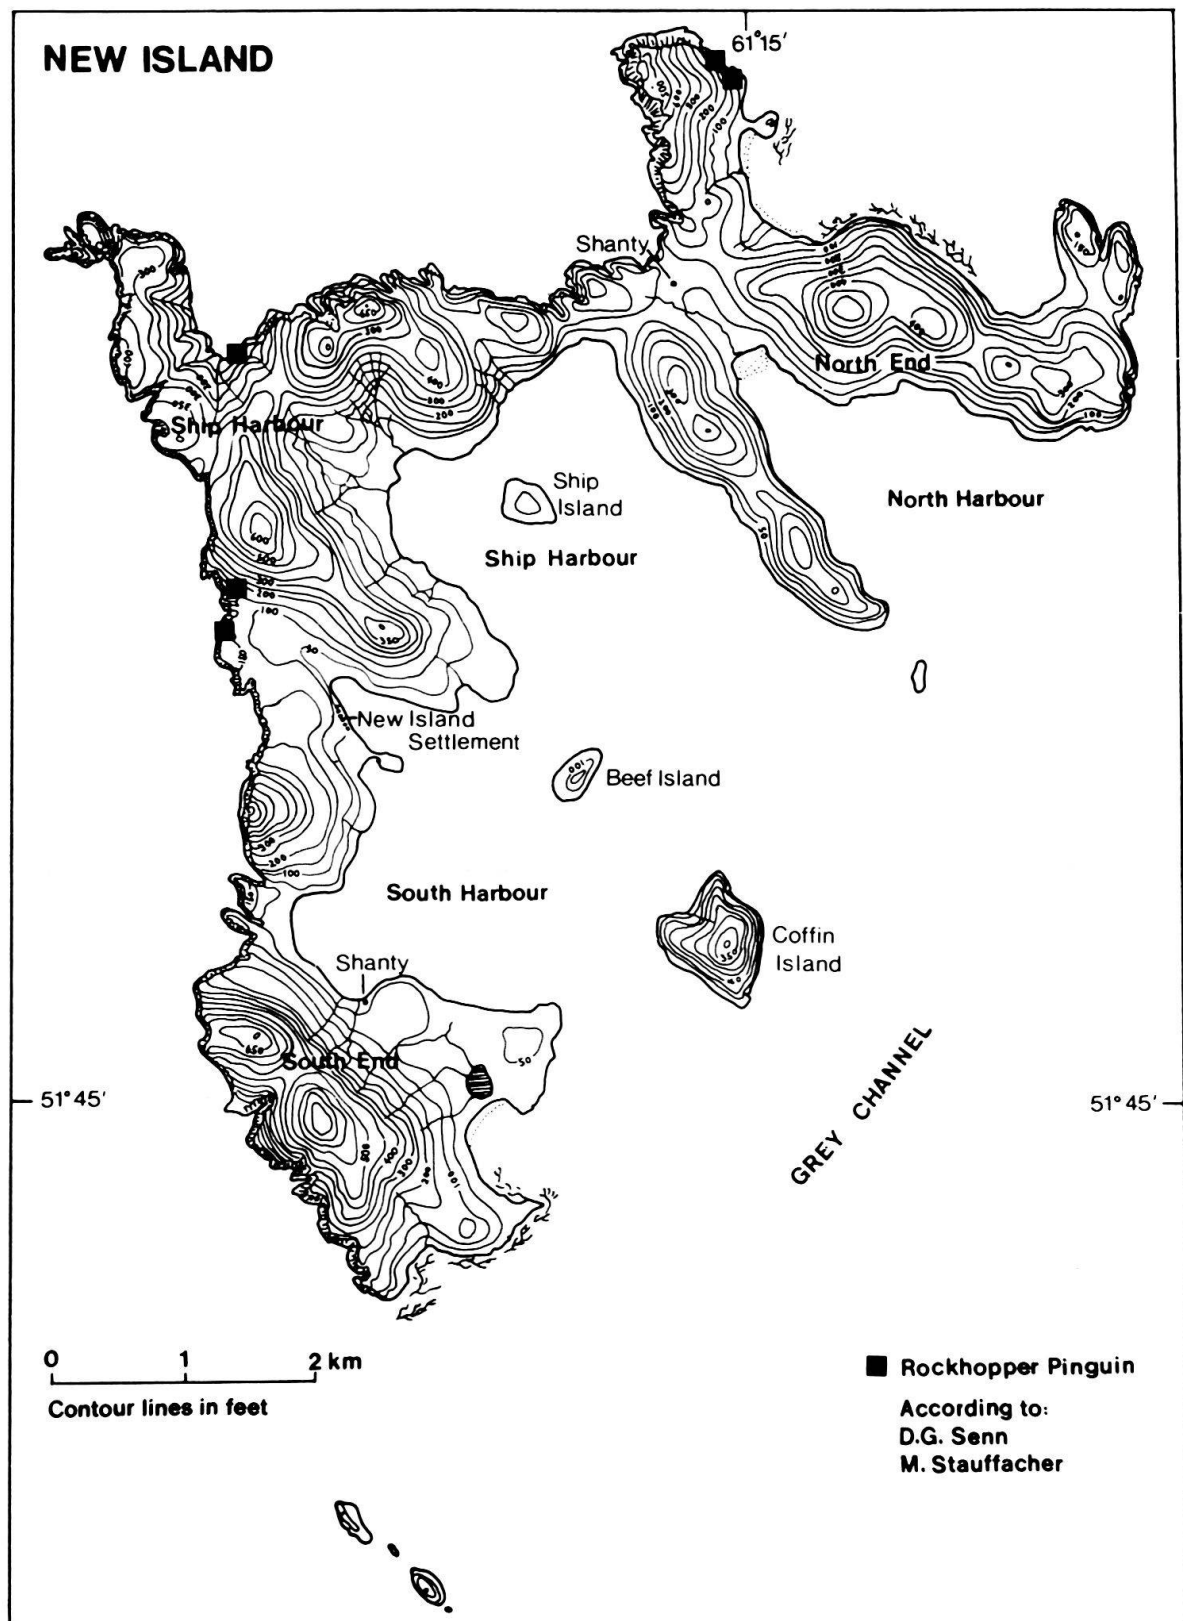 NEW ISLAND
61°15′
Shanty
North End
Ship Harbour
Ship
Island
North Harbour
Ship Harbour
New Island
Settlement
Beef Island
South Harbour
Coffin
Island
Shanty
South End
51°45′
51°45′
GREY CHANNEL
0 1 2 km
Contour lines in feet
Rockhopper Pinguin
According to:
D.G. Senn
M. Stauffacher